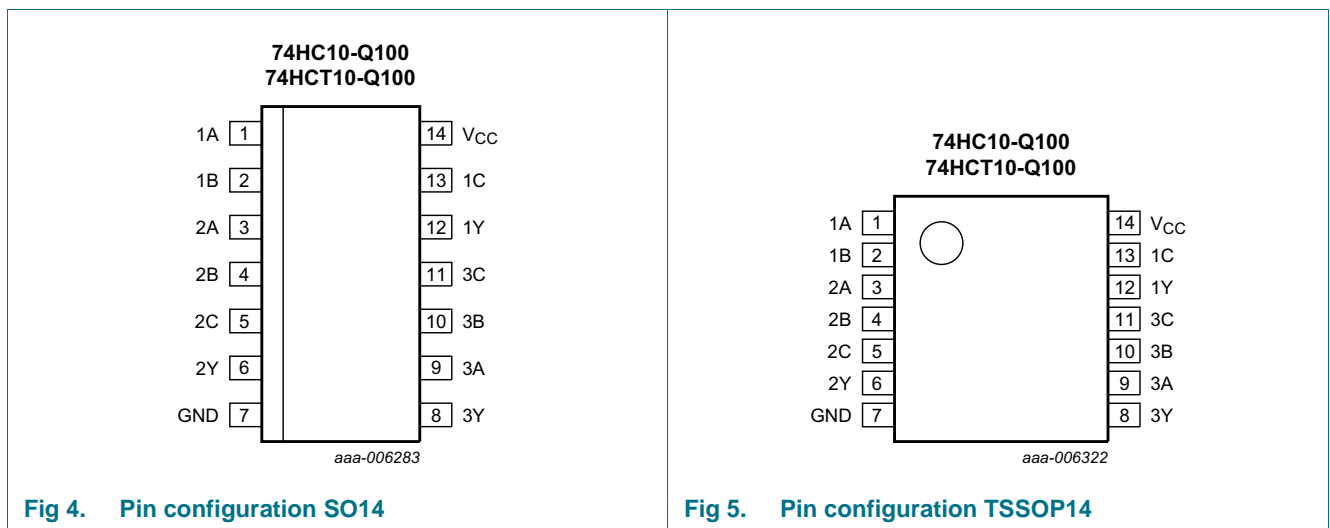 74HC10-Q100
74HCT10-Q100
1A 1 14 VCC
1B 2 13 1C
2A 3 12 1Y
2B 4 11 3C
2C 5 10 3B
2Y 6 9 3A
GND 7 8 3Y
aaa-006283
Fig 4. Pin configuration SO14
74HC10-Q100
74HCT10-Q100
1A 1 14 VCC
1B 2 13 1C
2A 3 12 1Y
2B 4 11 3C
2C 5 10 3B
2Y 6 9 3A
GND 7 8 3Y
aaa-006322
Fig 5. Pin configuration TSSOP14